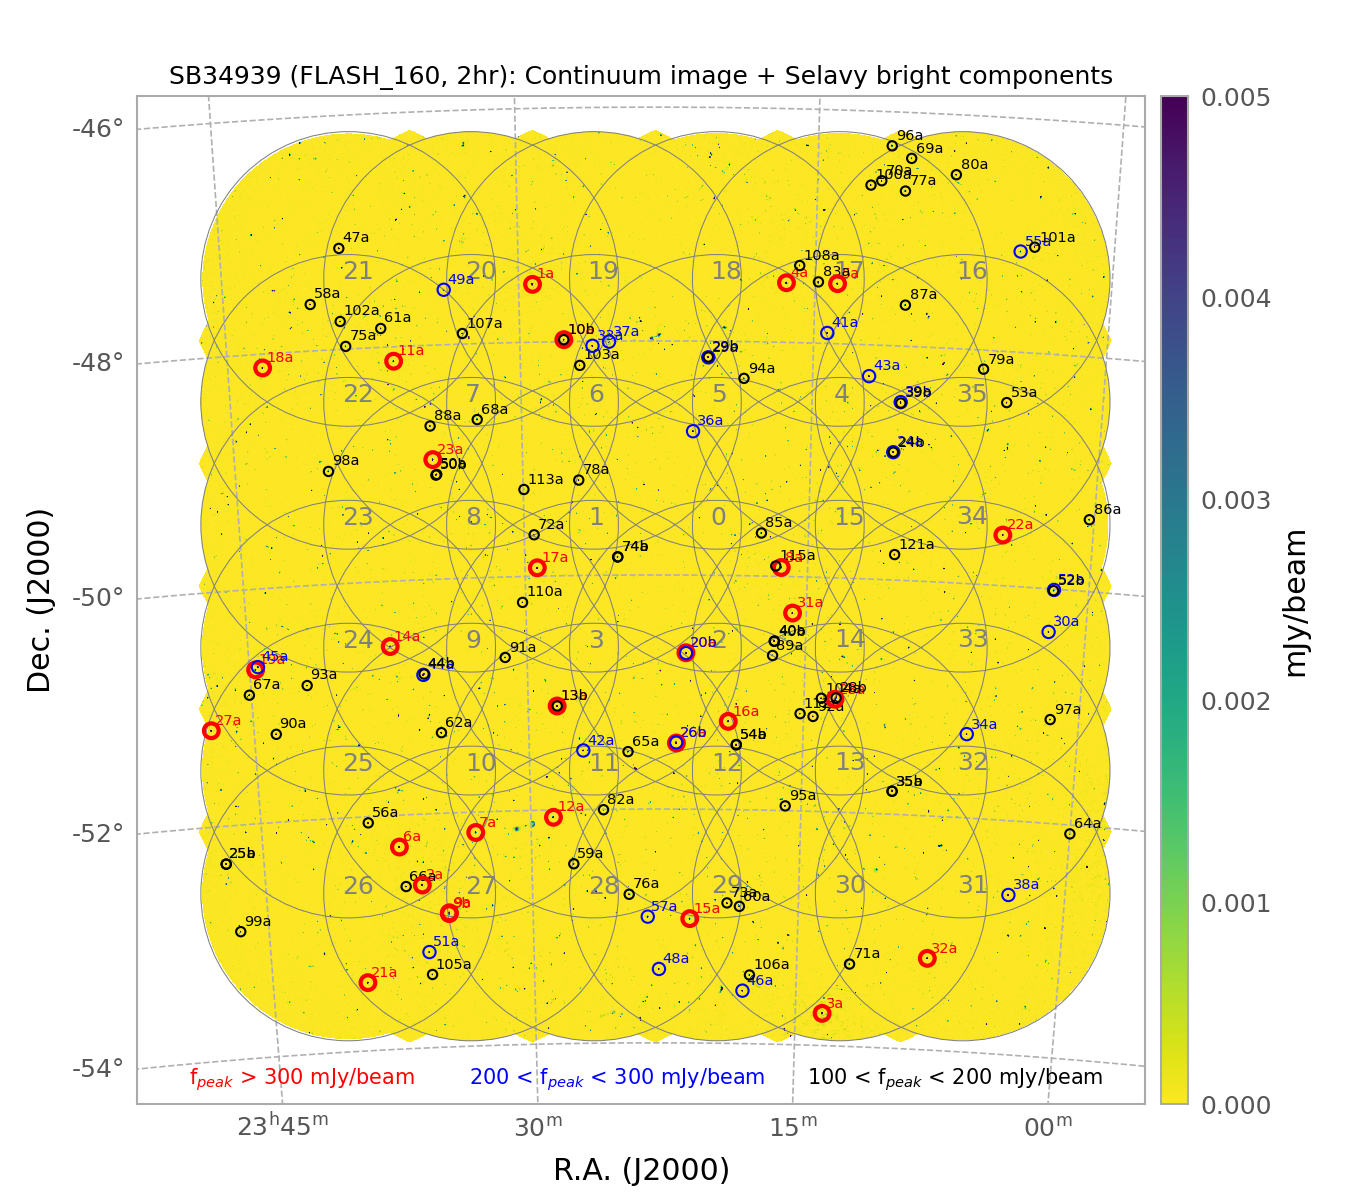 SB34939 (FLASH_160, 2hr): Continuum image + Selavy bright components
-46°
-48°
-50°
-52°
-54°
Dec. (J2000)
0.005
0.004
0.003
0.002
0.001
0.000
mJy/beam
96a
69a
100a 77a
80a
47a
55a 101a
108a
21 20 19 18 17 16
49a 1a 4a 83a
58a
87a
102a 61a
107a
41a
75a
10b
37a
18a 11a
103a
29b
94a
43a
79a
22 7 6 5 4 35
39b
53a
88a 68a
36a
23a
50b
24b
98a
113a 78a
23 8 1 0 15 34
72a
85a
86a
22a
74b
17a
115a
121a
52b
110a
31a
30a
24 9 3 2 14 33
14a
40b
89a
20b
45a
91a
44b
67a 93a
28b
13b
27a
90a
62a
16a
34a
97a
26b
42a 65a
54b
25 10 11 12 13 32
35b
95a
82a
12a
56a
7a
64a
6a
25b
59a
66a
26 27 28 29 30 31
76a
73a 60a
38a
9b
57a 15a
99a
51a
32a
105a
48a
106a
71a
21a
46a
3a
f peak > 300 mJy/beam
200 < f peak < 300 mJy/beam
100 < f peak < 200 mJy/beam
23h45m 30m 15m 00m
R.A. (J2000)